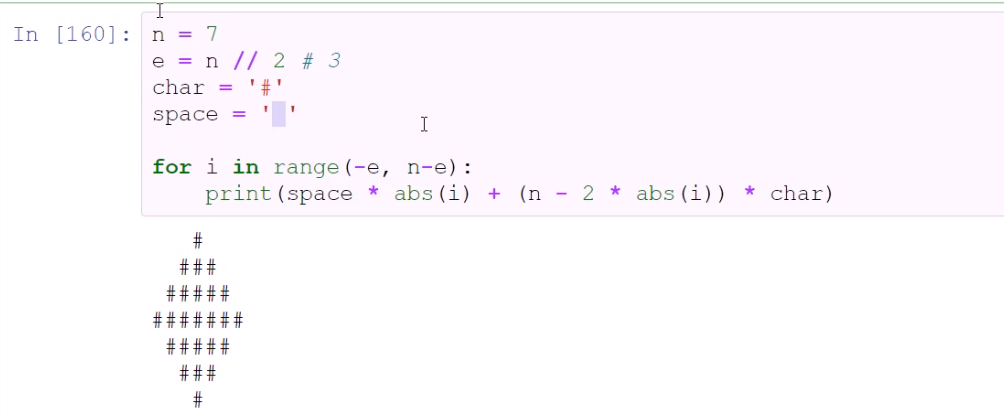 In [160]: n = 7
e = n // 2 # 3
char = '#'
space = ' '
for i in range(-e, n-e):
    print(space * abs(i) + (n - 2 * abs(i)) * char)
   #
  ###
 #####
#######
 #####
  ###
   #